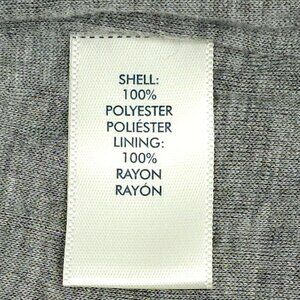 SHELL:
100%
POLYESTER
POLIÉSTER
LINING:
100%
RAYON
RAYÓN